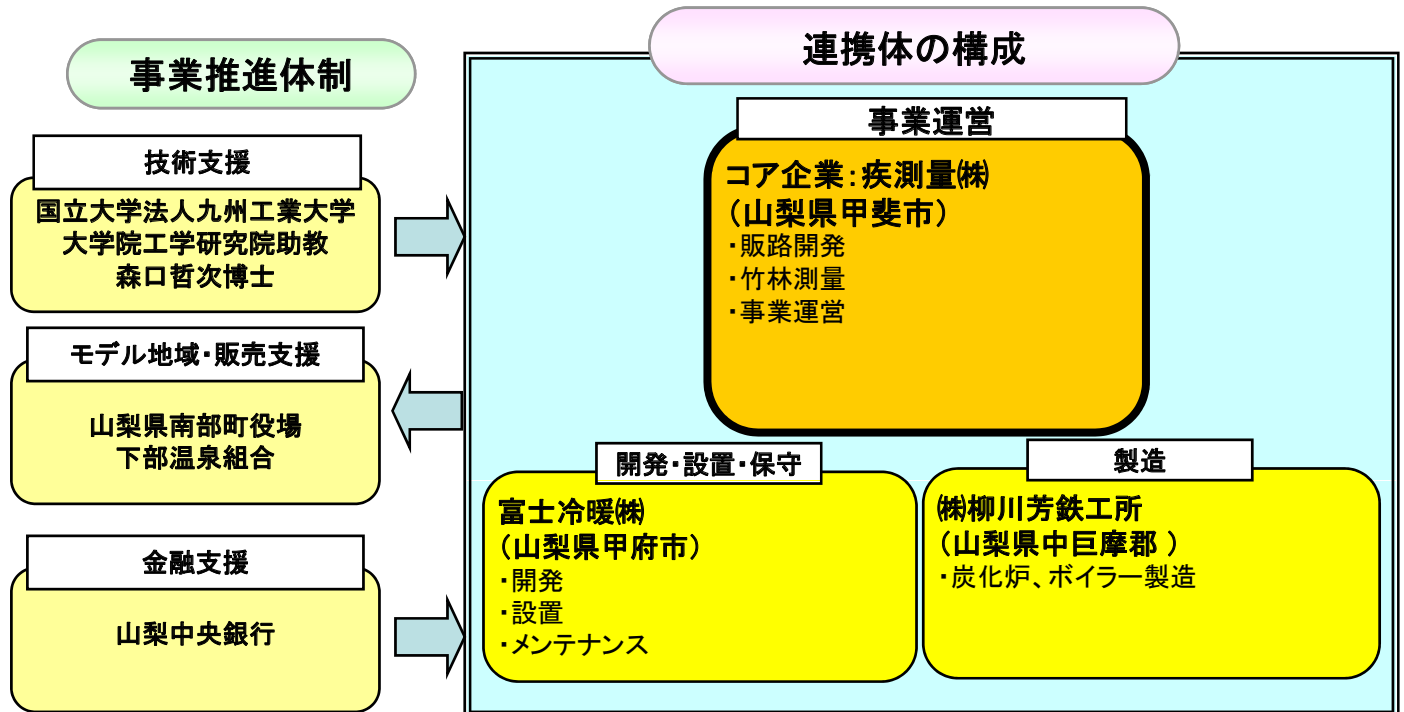 事業推進体制
技術支援
国立大学法人九州工業大学
大学院工学研究院助教
森口哲次博士
モデル地域・販売支援
山梨県南部町役場
下部温泉組合
金融支援
山梨中央銀行
連携体の構成
事業運営
コア企業:疾測量㈱
(山梨県甲斐市)
・販路開発
・竹林測量
・事業運営
開発・設置・保守
富士冷暖㈱
(山梨県甲府市)
・開発
・設置
・メンテナンス
製造
㈱柳川芳鉄工所
(山梨県中巨摩郡 )
・炭化炉、ボイラー製造